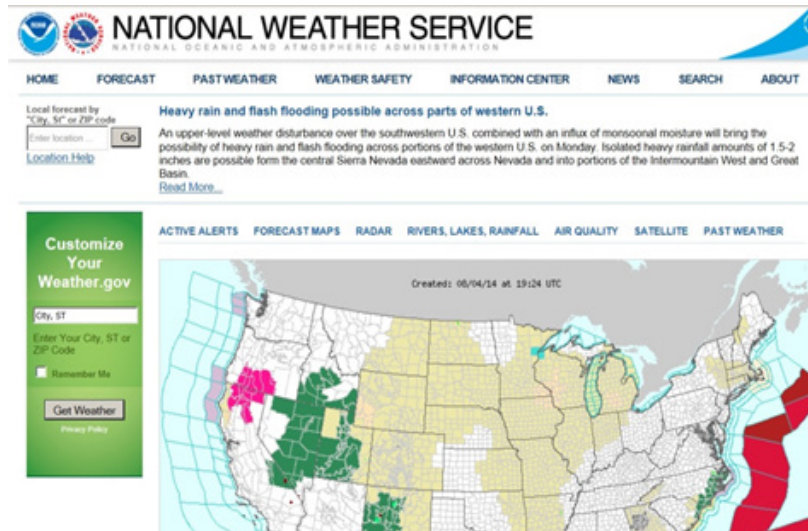 NATIONAL WEATHER SERVICE
NATIONAL OCEANIC AND ATMOSPHERIC ADMINISTRATION
HOME FORECAST PAST WEATHER WEATHER SAFETY INFORMATION CENTER NEWS SEARCH ABOUT
Local forecast by
"City, St" or ZIP code
Enter location ... Go
Location Help
Heavy rain and flash flooding possible across parts of western U.S.
An upper-level weather disturbance over the southwestern U.S. combined with an influx of monsoonal moisture will bring the
possibility of heavy rain and flash flooding across portions of the western U.S. on Monday. Isolated heavy rainfall amounts of 1.5-2
inches are possible form the central Sierra Nevada eastward across Nevada and into portions of the Intermountain West and Great
Basin.
Read More...
Customize
Your
Weather.gov
City, ST
Enter Your City, ST or
ZIP Code
Remember Me
Get Weather
Privacy Policy
ACTIVE ALERTS FORECAST MAPS RADAR RIVERS, LAKES, RAINFALL AIR QUALITY SATELLITE PAST WEATHER
Created: 08/04/14 at 19:24 UTC